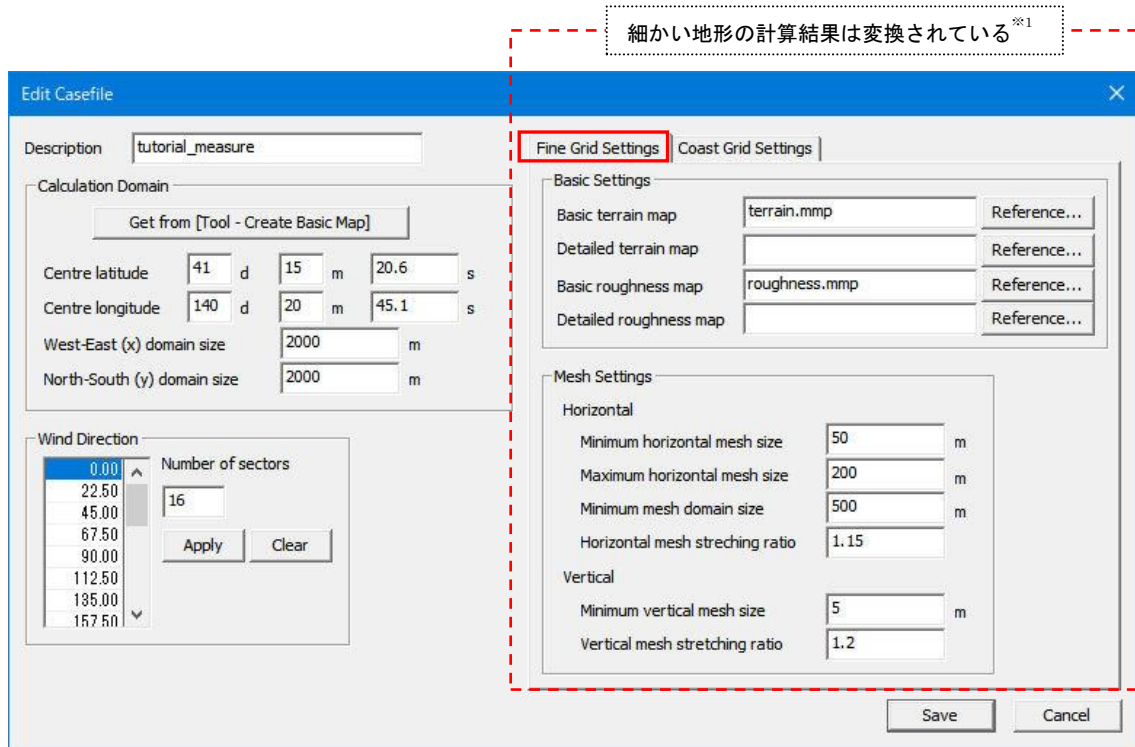 細かい地形の計算結果は変換されている※1
Edit Casefile
Description tutorial_measure
Calculation Domain
Get from [Tool - Create Basic Map]
Centre latitude 41 d 15 m 20.6 s
Centre longitude 140 d 20 m 45.1 s
West-East (x) domain size 2000 m
North-South (y) domain size 2000 m
Wind Direction
0.00
22.50
45.00
67.50
90.00
112.50
135.00
157.50
Number of sectors
16
Apply Clear
Fine Grid Settings Coast Grid Settings
Basic Settings
Basic terrain map terrain.mmp Reference...
Detailed terrain map Reference...
Basic roughness map roughness.mmp Reference...
Detailed roughness map Reference...
Mesh Settings
Horizontal
Minimum horizontal mesh size 50 m
Maximum horizontal mesh size 200 m
Minimum mesh domain size 500 m
Horizontal mesh streching ratio 1.15
Vertical
Minimum vertical mesh size 5 m
Vertical mesh stretching ratio 1.2
Save Cancel